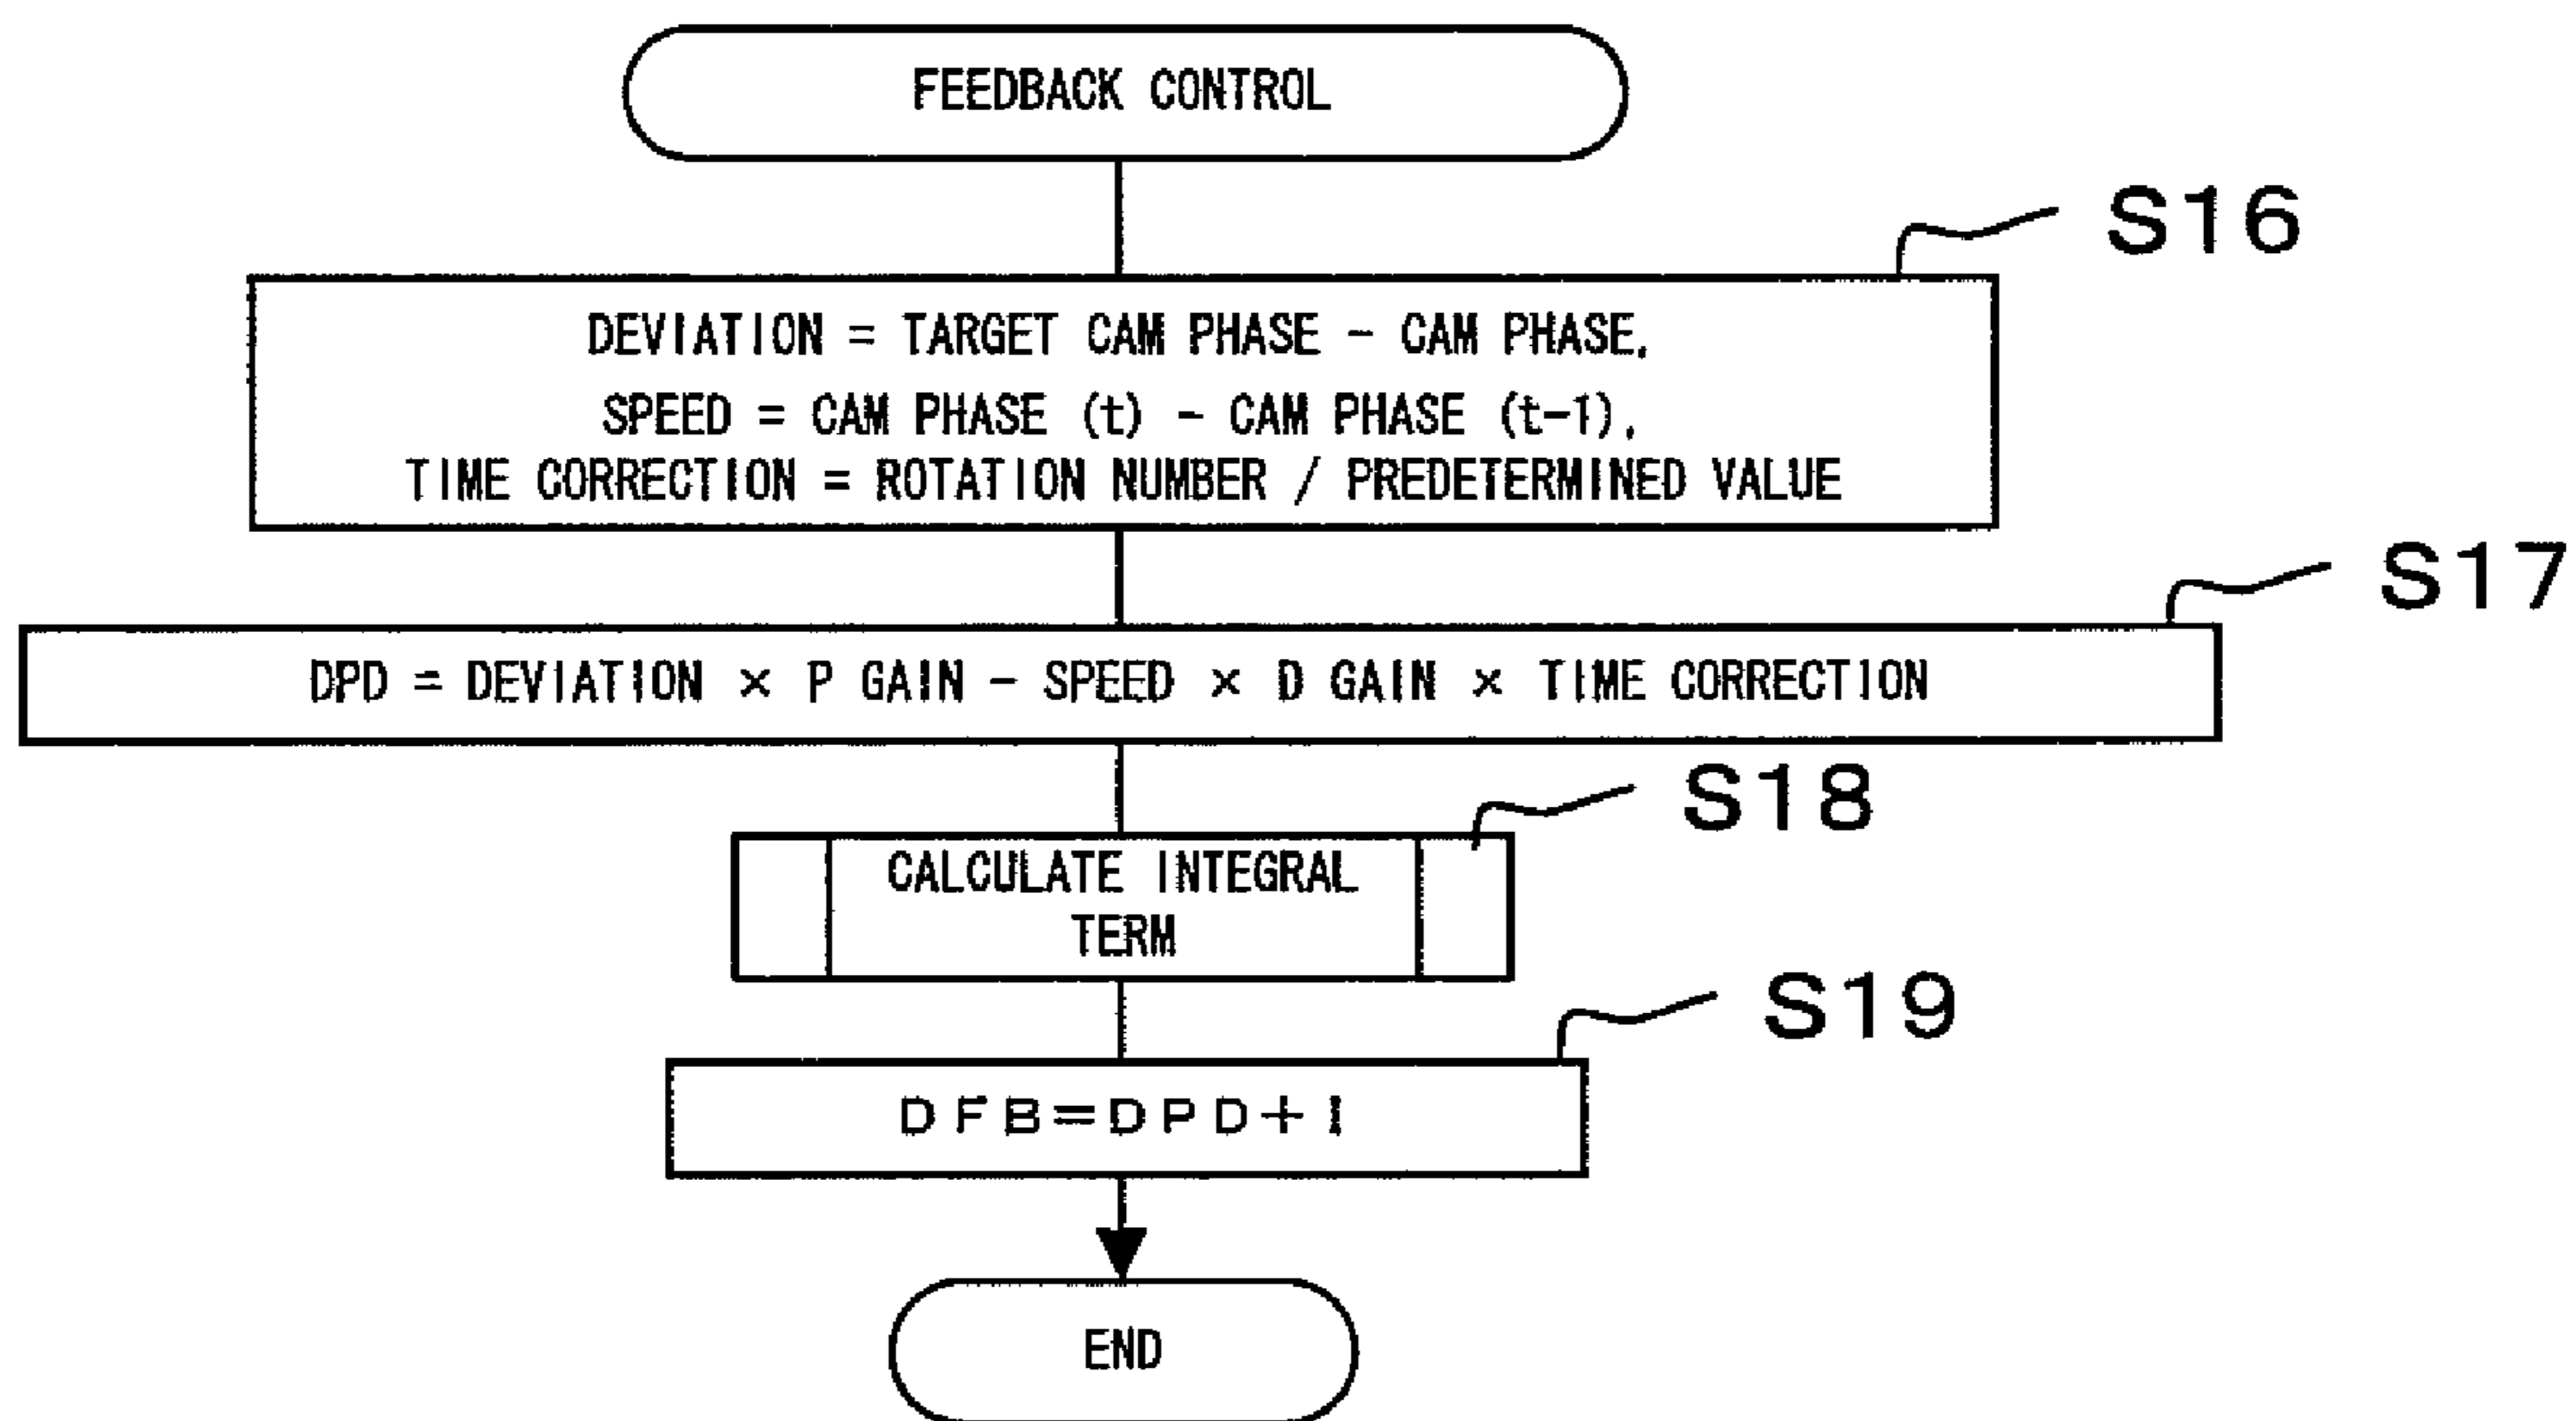 FEEDBACK CONTROL
S16
DEVIATION = TARGET CAM PHASE - CAM PHASE,
SPEED = CAM PHASE (t) - CAM PHASE (t-1),
TIME CORRECTION = ROTATION NUMBER / PREDETERMINED VALUE
S17
DPD = DEVIATION × P GAIN - SPEED × D GAIN × TIME CORRECTION
S18
CALCULATE INTEGRAL
TERM
S19
DFB=DPD+I
END